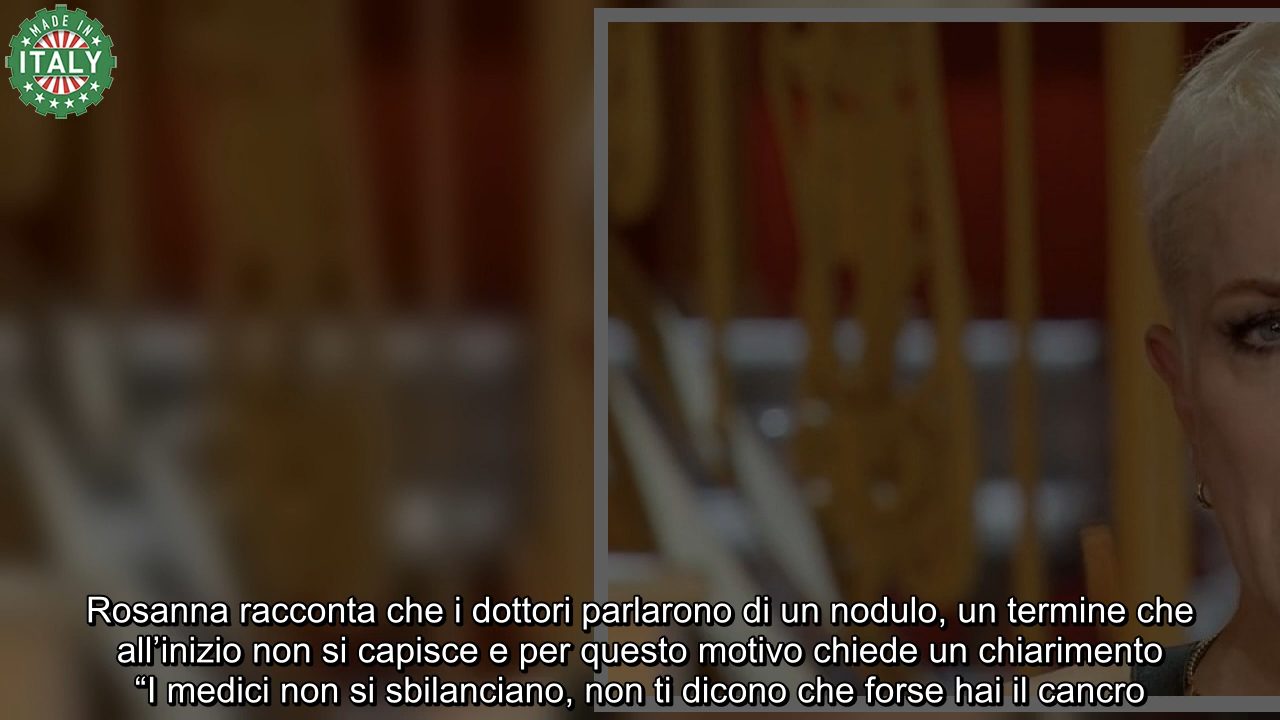 MADE IN
ITALY
Rosanna racconta che i dottori parlarono di un nodulo, un termine che
all’inizio non si capisce e per questo motivo chiede un chiarimento
“I medici non si sbilanciano, non ti dicono che forse hai il cancro